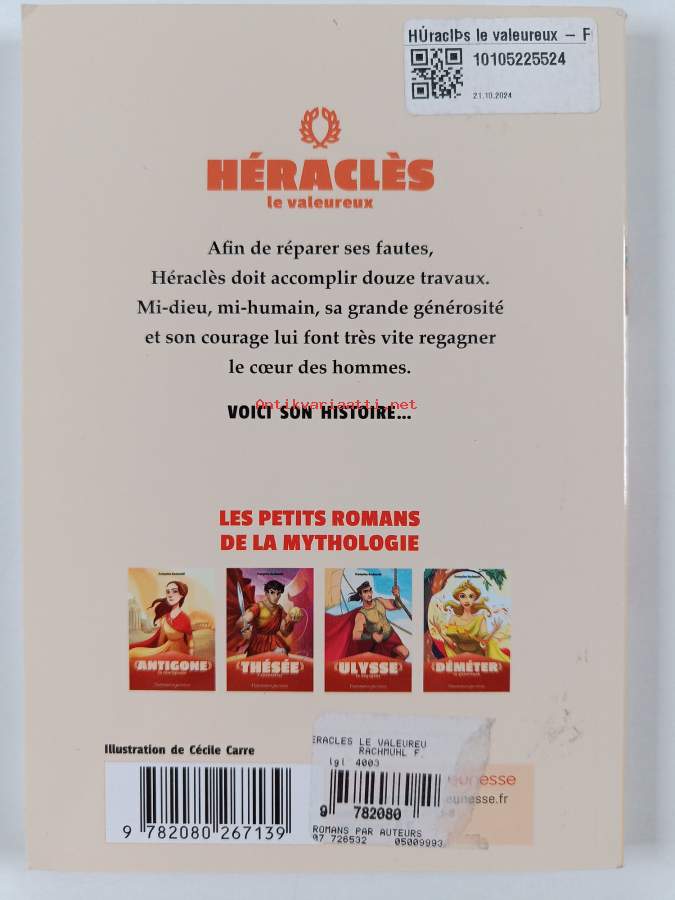 HÚraclÞs le valeureux – F
10105225524
21.10.2024
HÉRACLÈS
le valeureux
Afin de réparer ses fautes,
Héraclès doit accomplir douze travaux.
Mi-dieu, mi-humain, sa grande générosité
et son courage lui font très vite regagner
le cœur des hommes.
Antikvariaatti.net
VOICI SON HISTOIRE...
LES PETITS ROMANS
DE LA MYTHOLOGIE
ANTIGONE
THÉSÉE
ULYSSE
DÉMÉTER
Illustration de Cécile Carre
9 782080 267139
ERACLES LE VALEUREU
RACHMUHL F.
lgl 4003
9 782080
ROMANS PAR AUTEURS
07 726532 05009993
eunesse
eunesse.fr